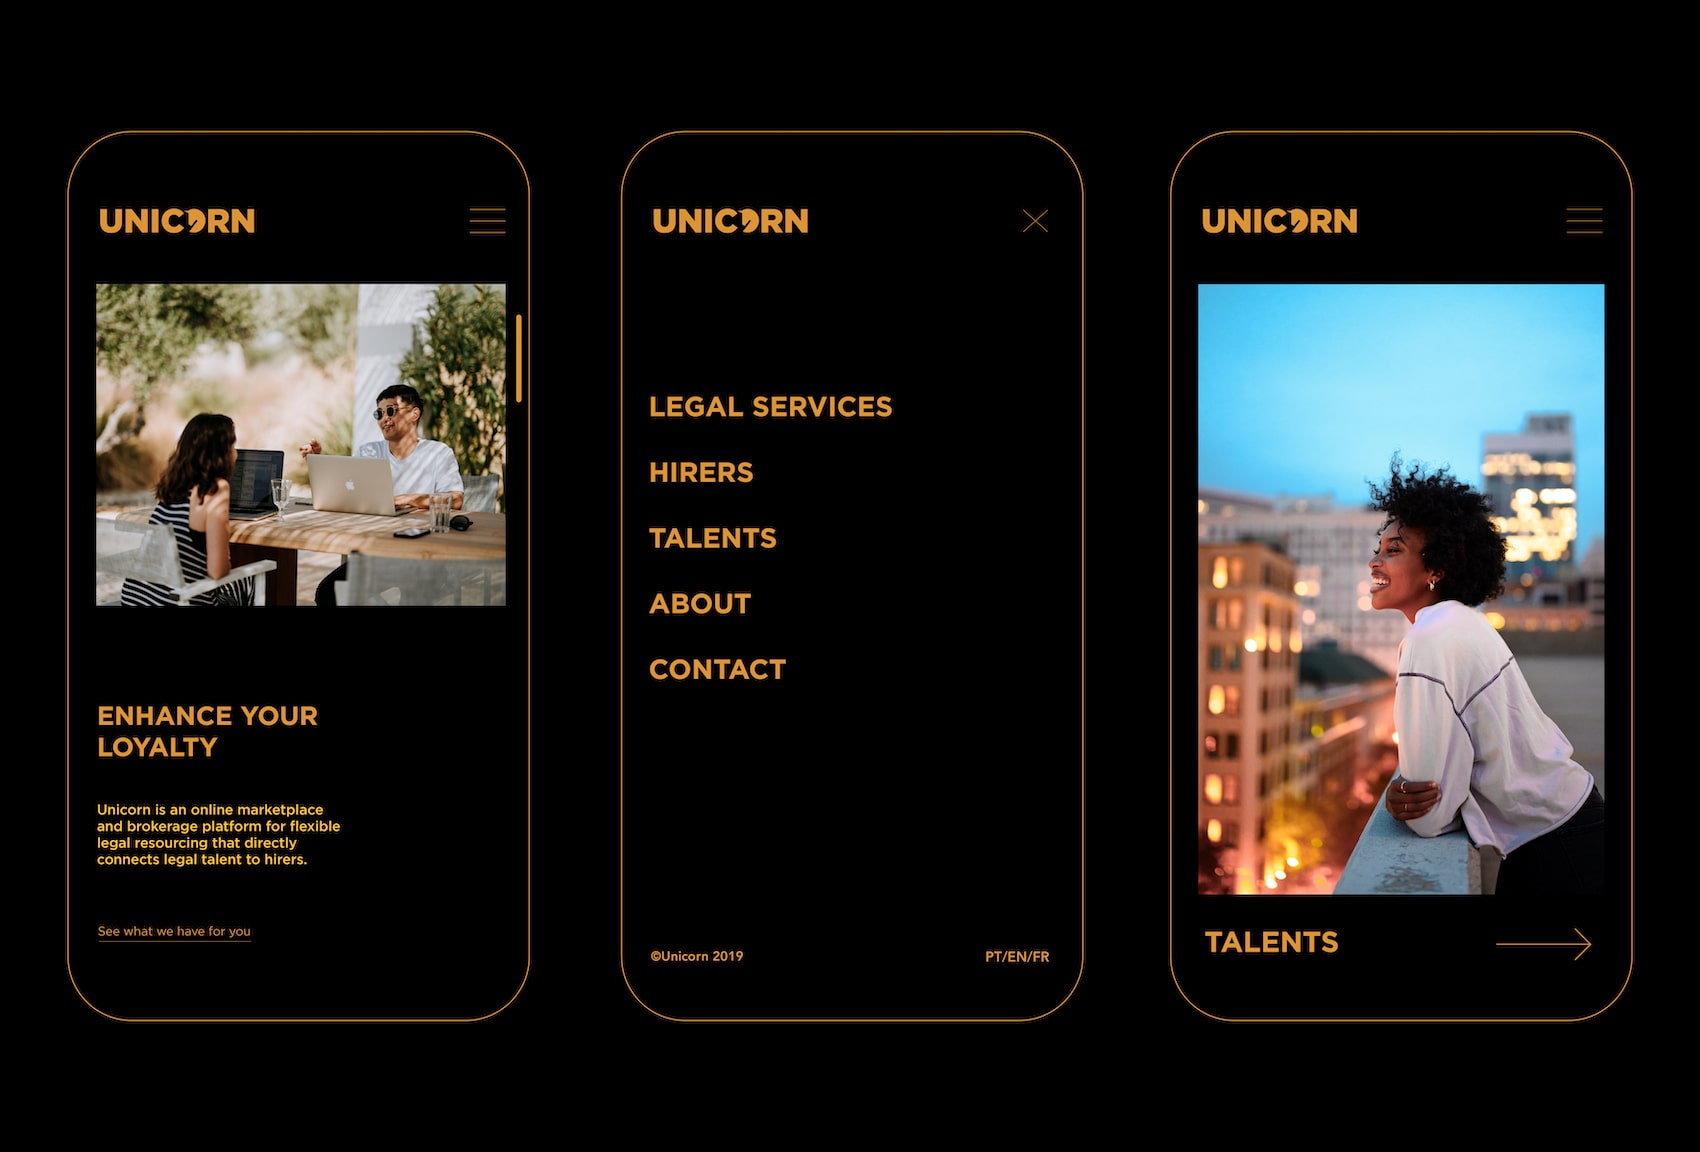 UNICORN
ENHANCE YOUR
LOYALTY
Unicorn is an online marketplace
and brokerage platform for flexible
legal resourcing that directly
connects legal talent to hirers.
See what we have for you
UNICORN
LEGAL SERVICES
HIRERS
TALENTS
ABOUT
CONTACT
©Unicorn 2019
PT/EN/FR
UNICORN
TALENTS